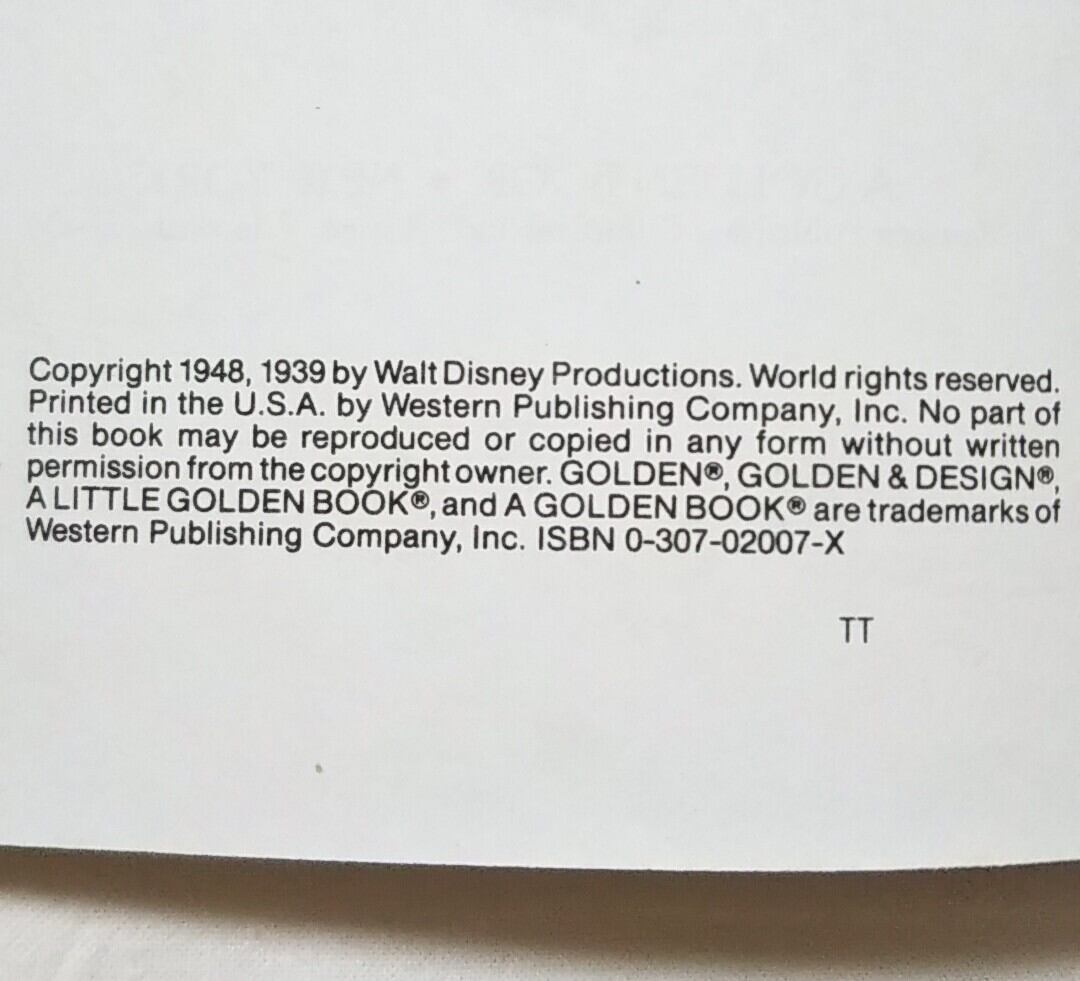 Copyright 1948, 1939 by Walt Disney Productions. World rights reserved.
Printed in the U.S.A. by Western Publishing Company, Inc. No part of
this book may be reproduced or copied in any form without written
permission from the copyright owner. GOLDEN®, GOLDEN & DESIGN®,
A LITTLE GOLDEN BOOK®, and A GOLDEN BOOK® are trademarks of
Western Publishing Company, Inc. ISBN 0-307-02007-X
TT